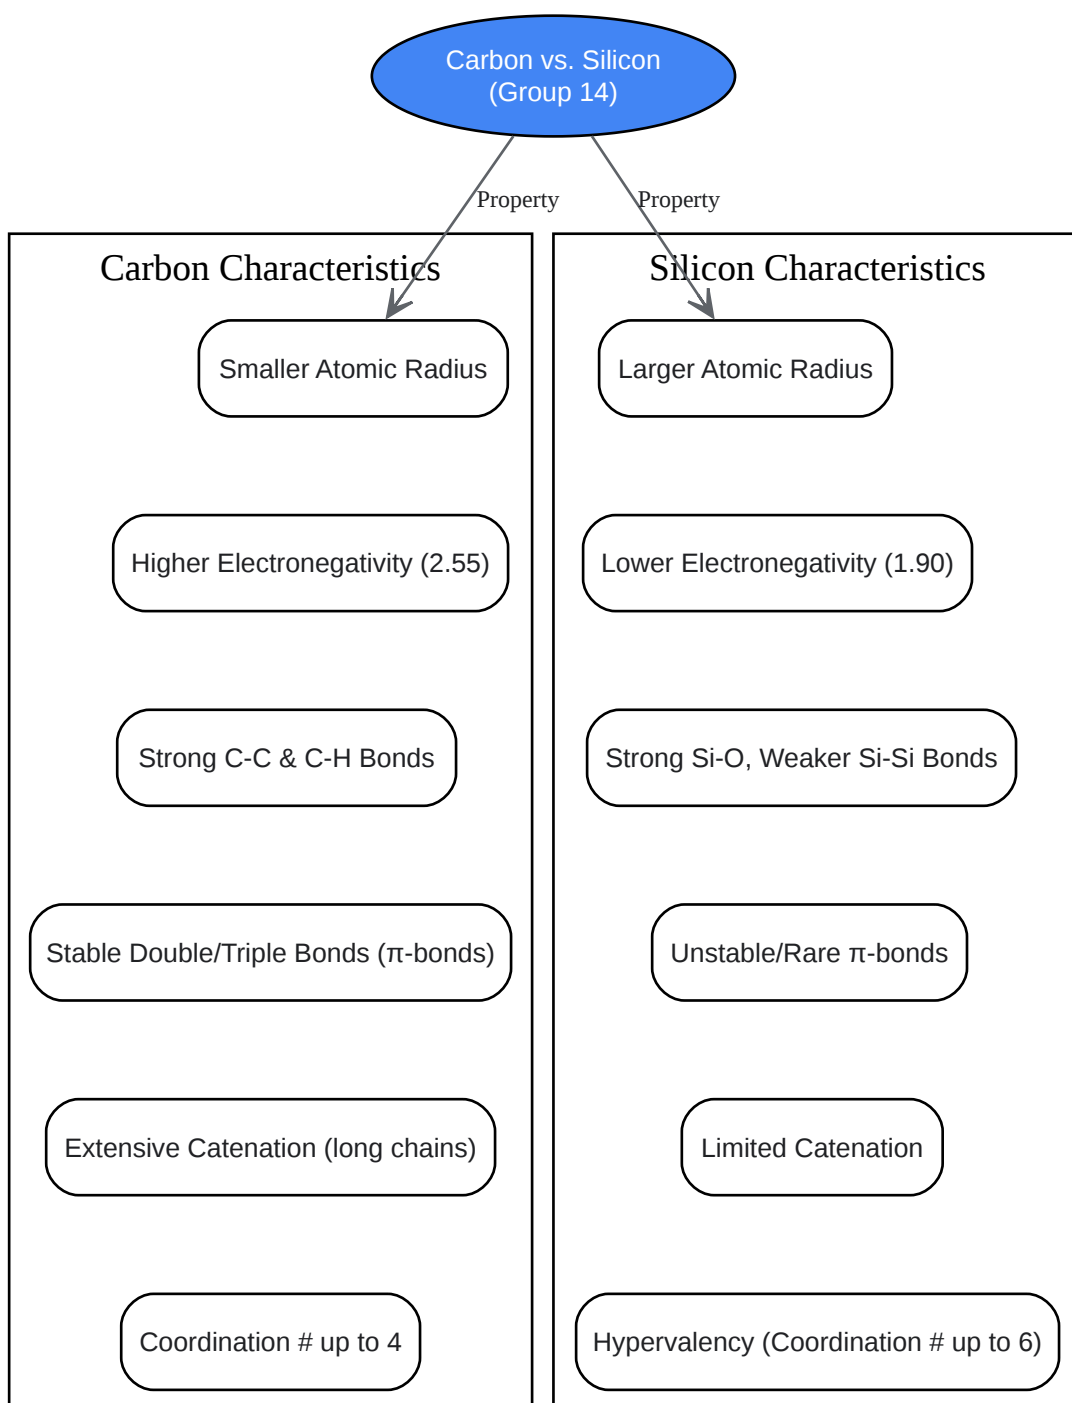 Carbon vs. Silicon
(Group 14)
Property
Property
Carbon Characteristics
Silicon Characteristics
Smaller Atomic Radius
Larger Atomic Radius
Higher Electronegativity (2.55)
Lower Electronegativity (1.90)
Strong C-C & C-H Bonds
Strong Si-O, Weaker Si-Si Bonds
Stable Double/Triple Bonds (π-bonds)
Unstable/Rare π-bonds
Extensive Catenation (long chains)
Limited Catenation
Coordination # up to 4
Hypervalency (Coordination # up to 6)